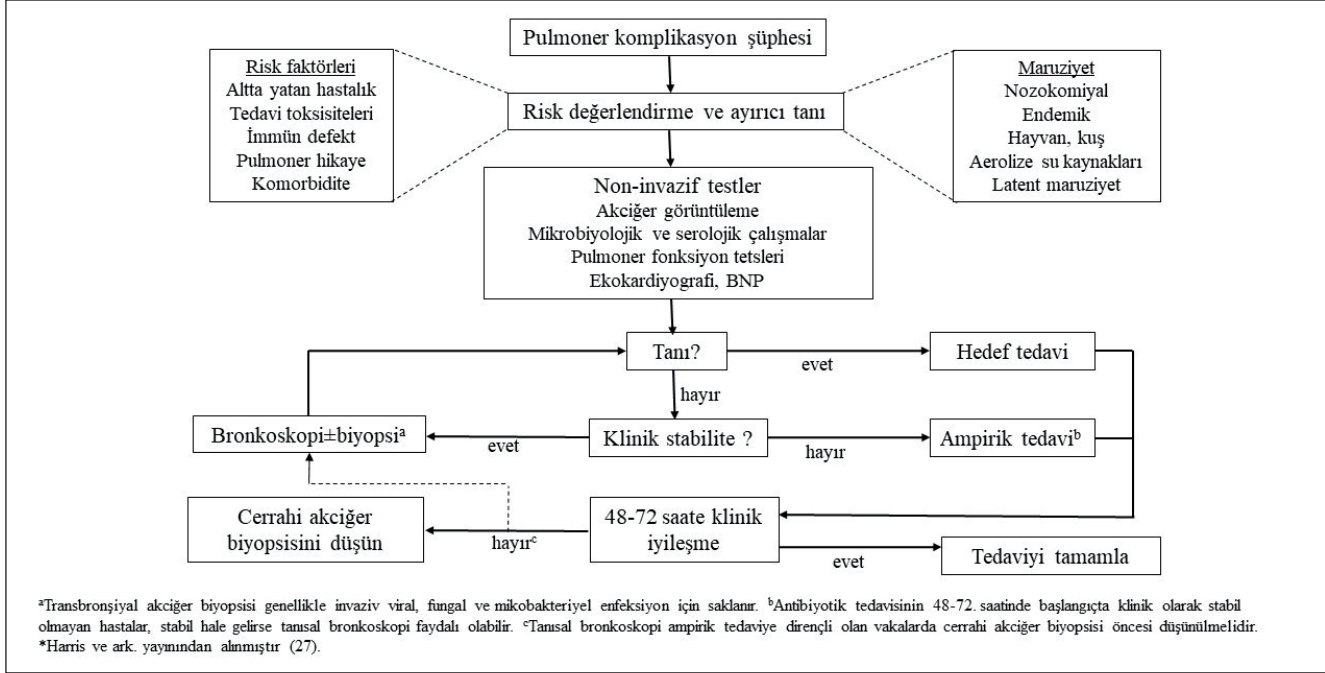 Pulmoner komplikasyon şüphesi
Risk faktörleri
Altta yatan hastalık
Tedavi toksisiteleri
İmmün defekt
Pulmoner hikaye
Komorbidite
Risk değerlendirme ve ayırıcı tanı
Maruziyet
Nozokomiyal
Endemik
Hayvan, kuş
Aerolize su kaynakları
Latent maruziyet
Non-invazif testler
Akciğer görüntüleme
Mikrobiyolojik ve serolojik çalışmalar
Pulmoner fonksiyon tetsleri
Ekokardiyografi, BNP
Tanı?
evet
Hedef tedavi
hayır
Bronkoskopi±biyopsiᵃ
evet
Klinik stabilite ?
hayır
Ampirik tedaviᵇ
Cerrahi akciğer
biyopsisini düşün
hayırᶜ
48-72 saate klinik
iyileşme
evet
Tedaviyi tamamla
ᵃTransbronşiyal akciğer biyopsisi genellikle invaziv viral, fungal ve mikobakteriyel enfeksiyon için saklanır. ᵇAntibiyotik tedavisinin 48-72. saatinde başlangıçta klinik olarak stabil
olmayan hastalar, stabil hale gelirse tanısal bronkoskopi faydalı olabilir. ᶜTanısal bronkoskopi ampirik tedaviye dirençli olan vakalarda cerrahi akciğer biyopsisi öncesi düşünülmelidir.
*Harris ve ark. yayınından alınmıştır (27).